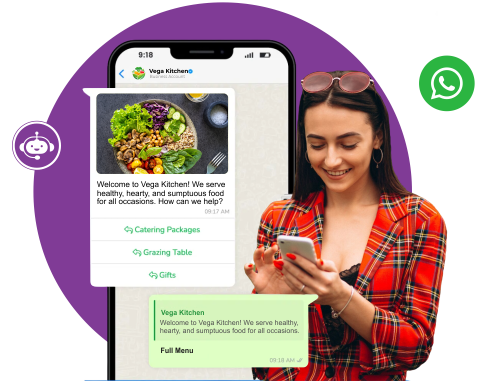 9:18
Vega Kitchen
Business Account
Welcome to Vega Kitchen! We serve
healthy, hearty, and sumptuous food
for all occasions. How can we help?
09:17 AM
Catering Packages
Grazing Table
Gifts
Vega Kitchen
Welcome to Vega Kitchen! We serve healthy,
hearty, and sumptuous food for all occasions.
Full Menu
09:18 AM